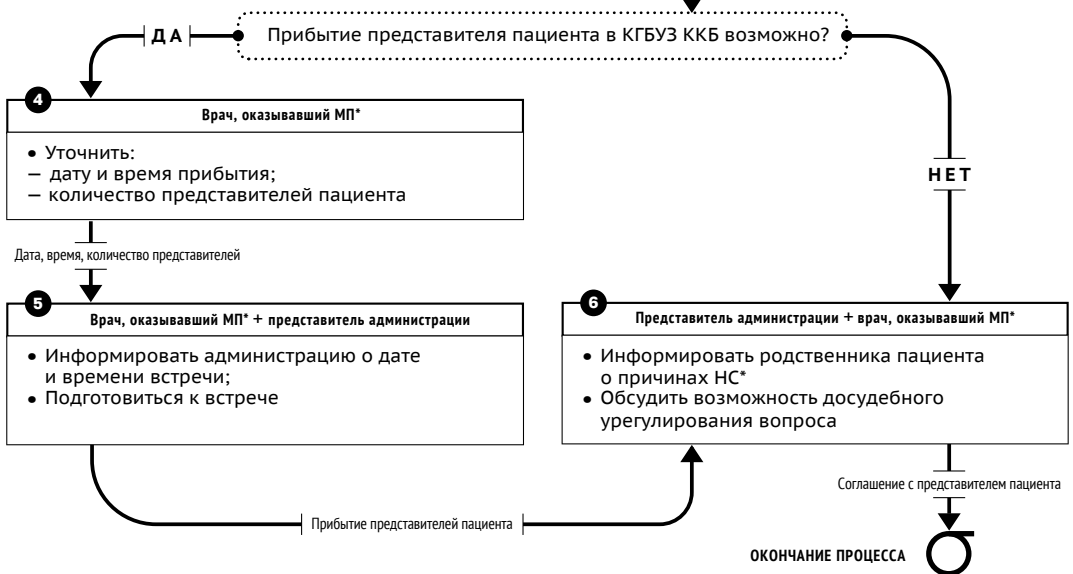 Прибытие представителя пациента в КГБУЗ ККБ возможно?
ДА
НЕТ
4
Врач, оказывавший МП*
• Уточнить:
– дату и время прибытия;
– количество представителей пациента
Дата, время, количество представителей
5
Врач, оказывавший МП* + представитель администрации
• Информировать администрацию о дате
и времени встречи;
• Подготовиться к встрече
Прибытие представителей пациента
6
Представитель администрации + врач, оказывавший МП*
• Информировать родственника пациента
о причинах НС*
• Обсудить возможность досудебного
урегулирования вопроса
Соглашение с представителем пациента
ОКОНЧАНИЕ ПРОЦЕССА